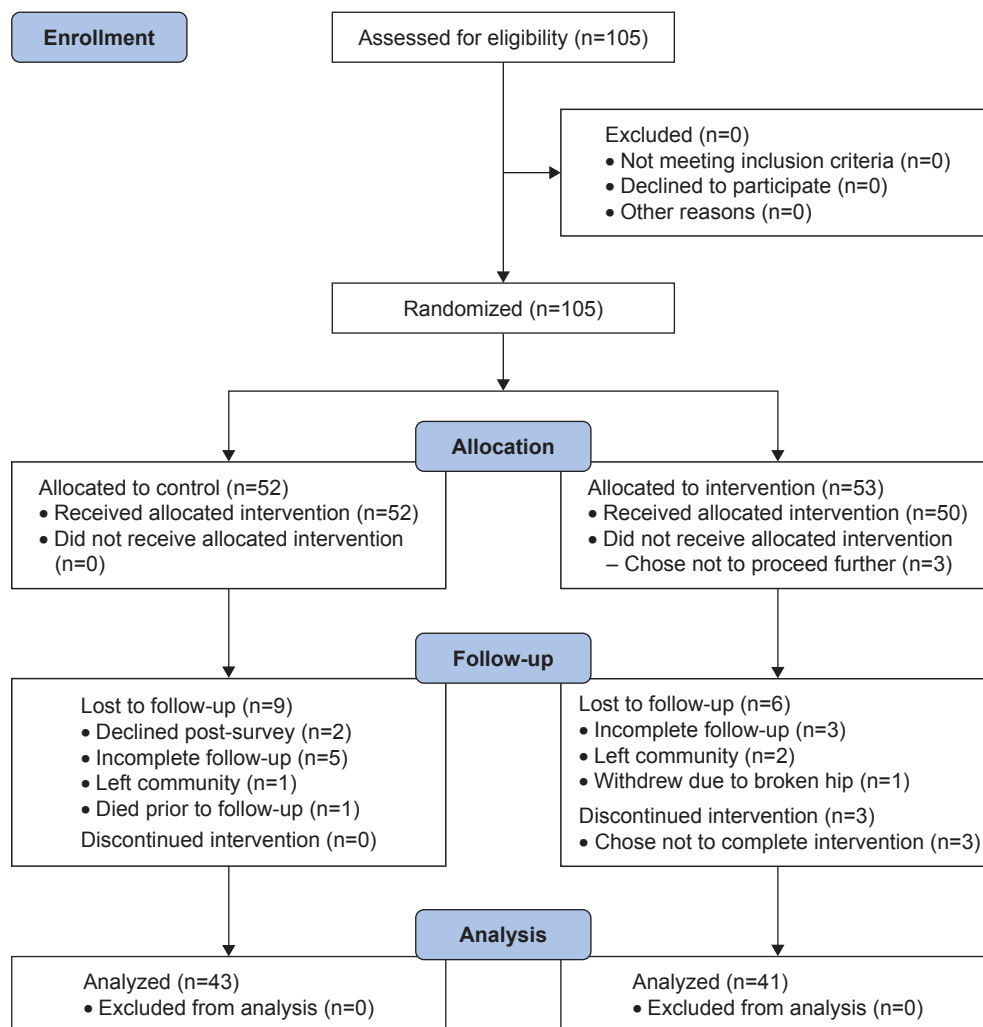 Enrollment
Assessed for eligibility (n=105)
Excluded (n=0)
• Not meeting inclusion criteria (n=0)
• Declined to participate (n=0)
• Other reasons (n=0)
Randomized (n=105)
Allocation
Allocated to control (n=52)
• Received allocated intervention (n=52)
• Did not receive allocated intervention
(n=0)
Allocated to intervention (n=53)
• Received allocated intervention (n=50)
• Did not receive allocated intervention
– Chose not to proceed further (n=3)
Follow-up
Lost to follow-up (n=9)
• Declined post-survey (n=2)
• Incomplete follow-up (n=5)
• Left community (n=1)
• Died prior to follow-up (n=1)
Discontinued intervention (n=0)
Lost to follow-up (n=6)
• Incomplete follow-up (n=3)
• Left community (n=2)
• Withdrew due to broken hip (n=1)
Discontinued intervention (n=3)
• Chose not to complete intervention (n=3)
Analysis
Analyzed (n=43)
• Excluded from analysis (n=0)
Analyzed (n=41)
• Excluded from analysis (n=0)